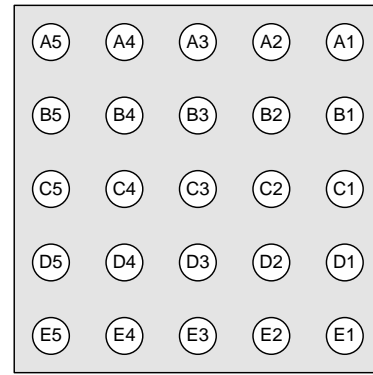 A5 A4 A3 A2 A1
B5 B4 B3 B2 B1
C5 C4 C3 C2 C1
D5 D4 D3 D2 D1
E5 E4 E3 E2 E1